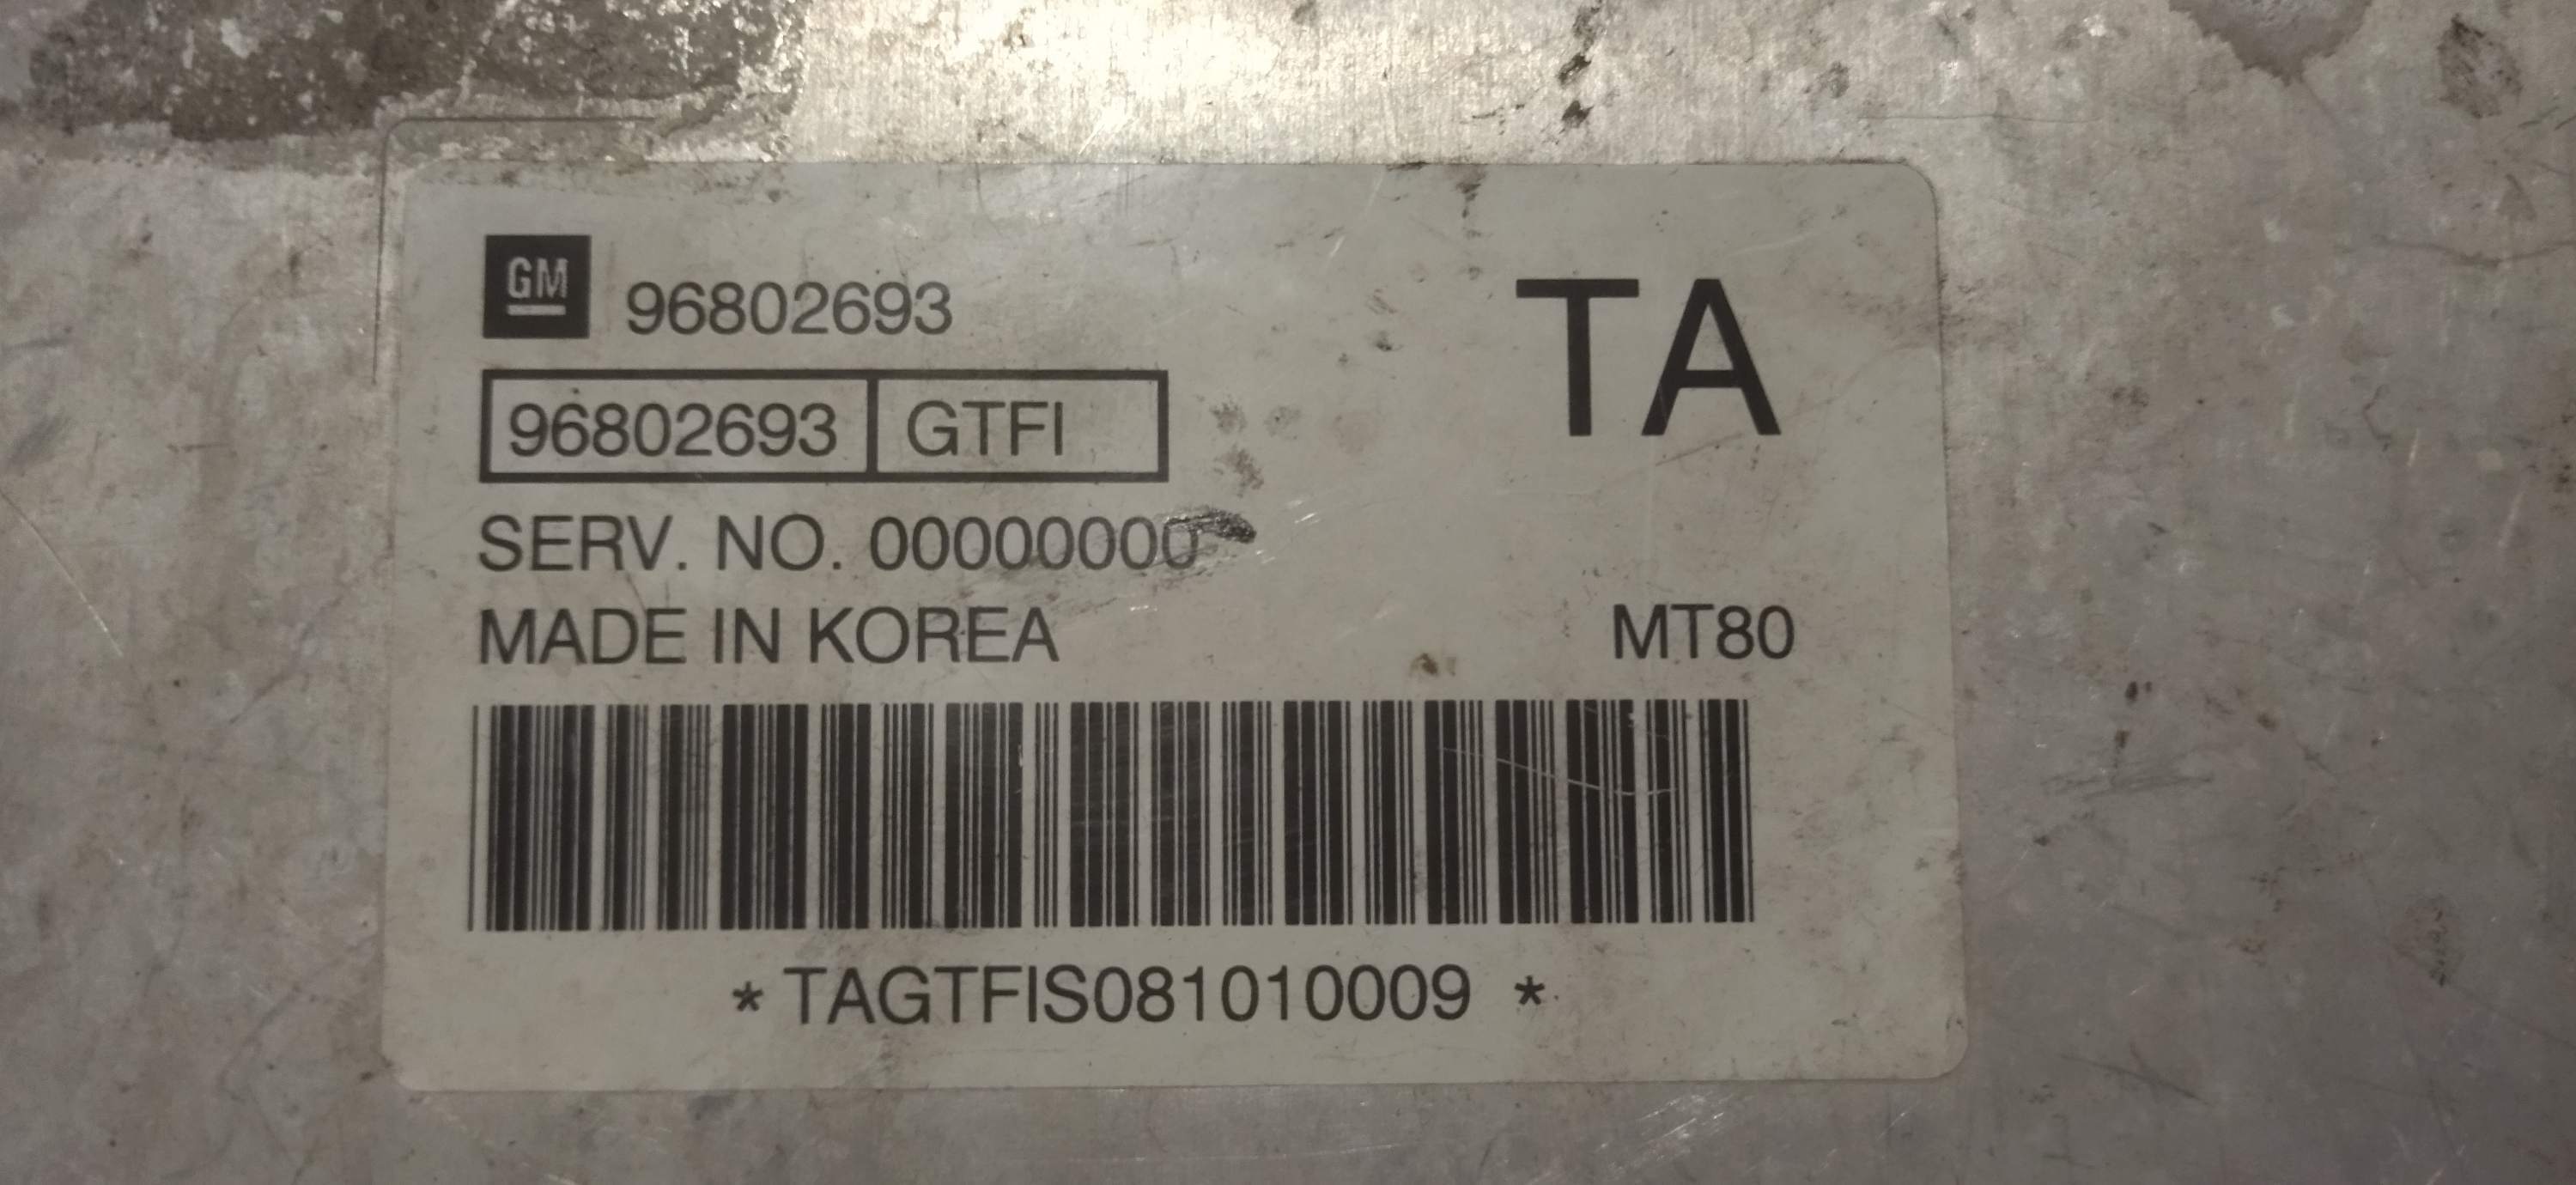 GM 96802693
TA
96802693 GTFI
SERV. NO. 00000000
MADE IN KOREA
MT80
* TAGTFIS081010009 *